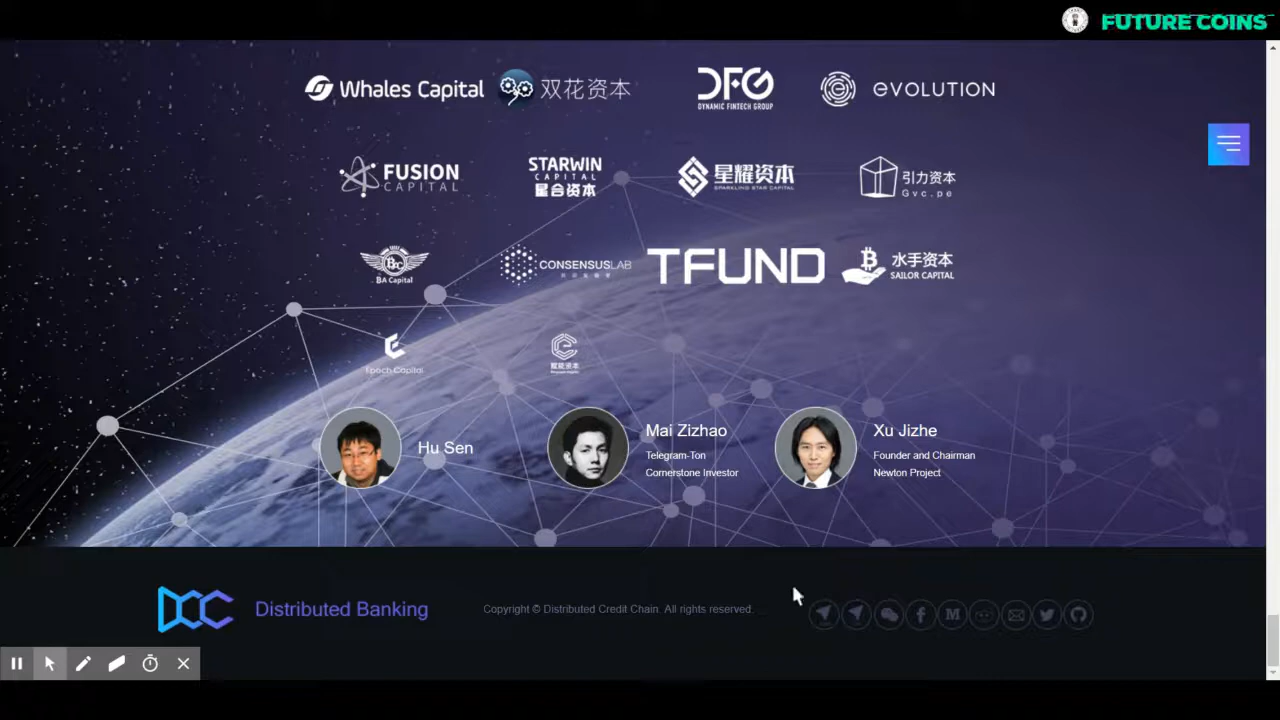 FUTURE COINS
Whales Capital
双花资本
DFG
DYNAMIC FINTECH GROUP
eVOLUTION
FUSION
CAPITAL
STARWIN
CAPITAL
星合资本
星耀资本
SPARKLING STAR CAPITAL
引力资本
Gvc.pe
BA Capital
CONSENSUSLAB
TFUND
水手资本
SAILOR CAPITAL
Epoch Capital
Hu Sen
Mai Zizhao
Telegram-Ton
Cornerstone Investor
Xu Jizhe
Founder and Chairman
Newton Project
DCC
Distributed Banking
Copyright © Distributed Credit Chain. All rights reserved.